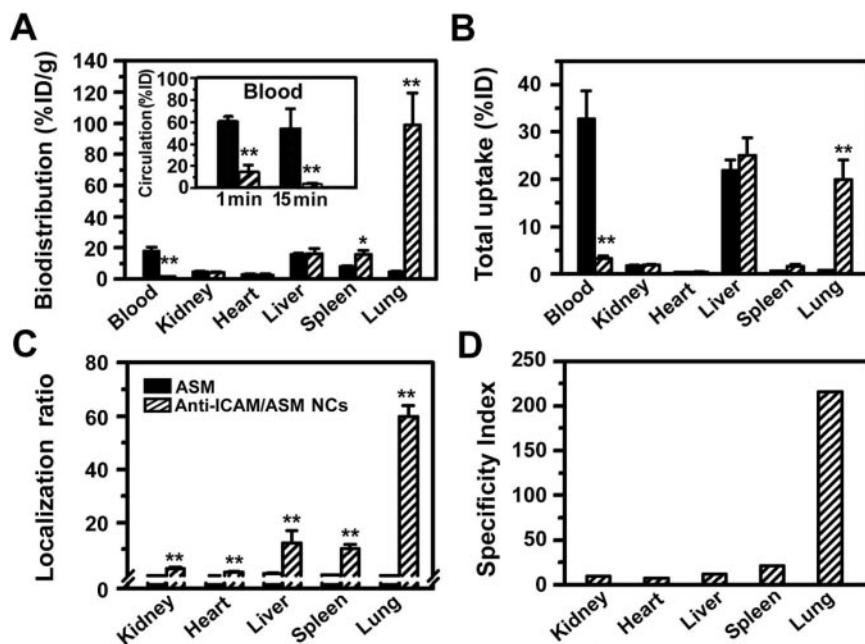 A
Biodistribution (%ID/g)
140
120
100
80
60
40
20
0
Circulation (%ID)
100
80
60
40
20
0
Blood
**
**
1min
15min
**
*
**
Blood
Kidney
Heart
Liver
Spleen
Lung
B
Total uptake (%ID)
40
30
20
10
0
**
**
Blood
Kidney
Heart
Liver
Spleen
Lung
C
Localization ratio
80
60
40
20
0
ASM
Anti-ICAM/ASM NCs
**
**
**
**
**
Kidney
Heart
Liver
Spleen
Lung
D
Specificity Index
250
200
150
100
50
0
Kidney
Heart
Liver
Spleen
Lung